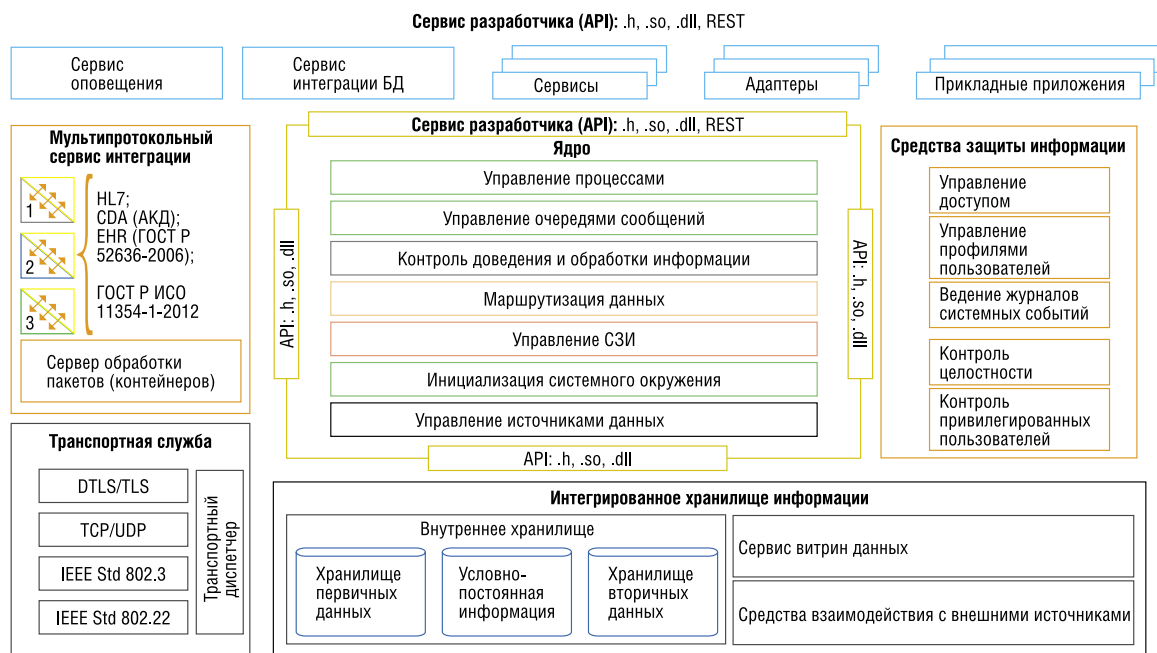 Сервис разработчика (API): .h, .so, .dll, REST
Сервис
оповещения
Сервис
интеграции БД
Сервисы
Адаптеры
Прикладные приложения
Мультипротокольный
сервис интеграции
1
2
3
HL7;
CDA (АКД);
EHR (ГОСТ Р
52636-2006);
ГОСТ Р ИСО
11354-1-2012
Сервер обработки
пакетов (контейнеров)
Сервис разработчика (API): .h, .so, .dll, REST
Ядро
Управление процессами
Управление очередями сообщений
Контроль доведения и обработки информации
Маршрутизация данных
Управление СЗИ
Инициализация системного окружения
Управление источниками данных
API: .h, .so, .dll
API: .h, .so, .dll
API: .h, .so, .dll
Средства защиты информации
Управление
доступом
Управление
профилями
пользователей
Ведение журналов
системных событий
Контроль
целостности
Контроль
привилегированных
пользователей
Транспортная служба
DTLS/TLS
TCP/UDP
IEEE Std 802.3
IEEE Std 802.22
Транспортный
диспетчер
Интегрированное хранилище информации
Внутреннее хранилище
Хранилище
первичных
данных
Условно-
постоянная
информация
Хранилище
вторичных
данных
Сервис витрин данных
Средства взаимодействия с внешними источниками